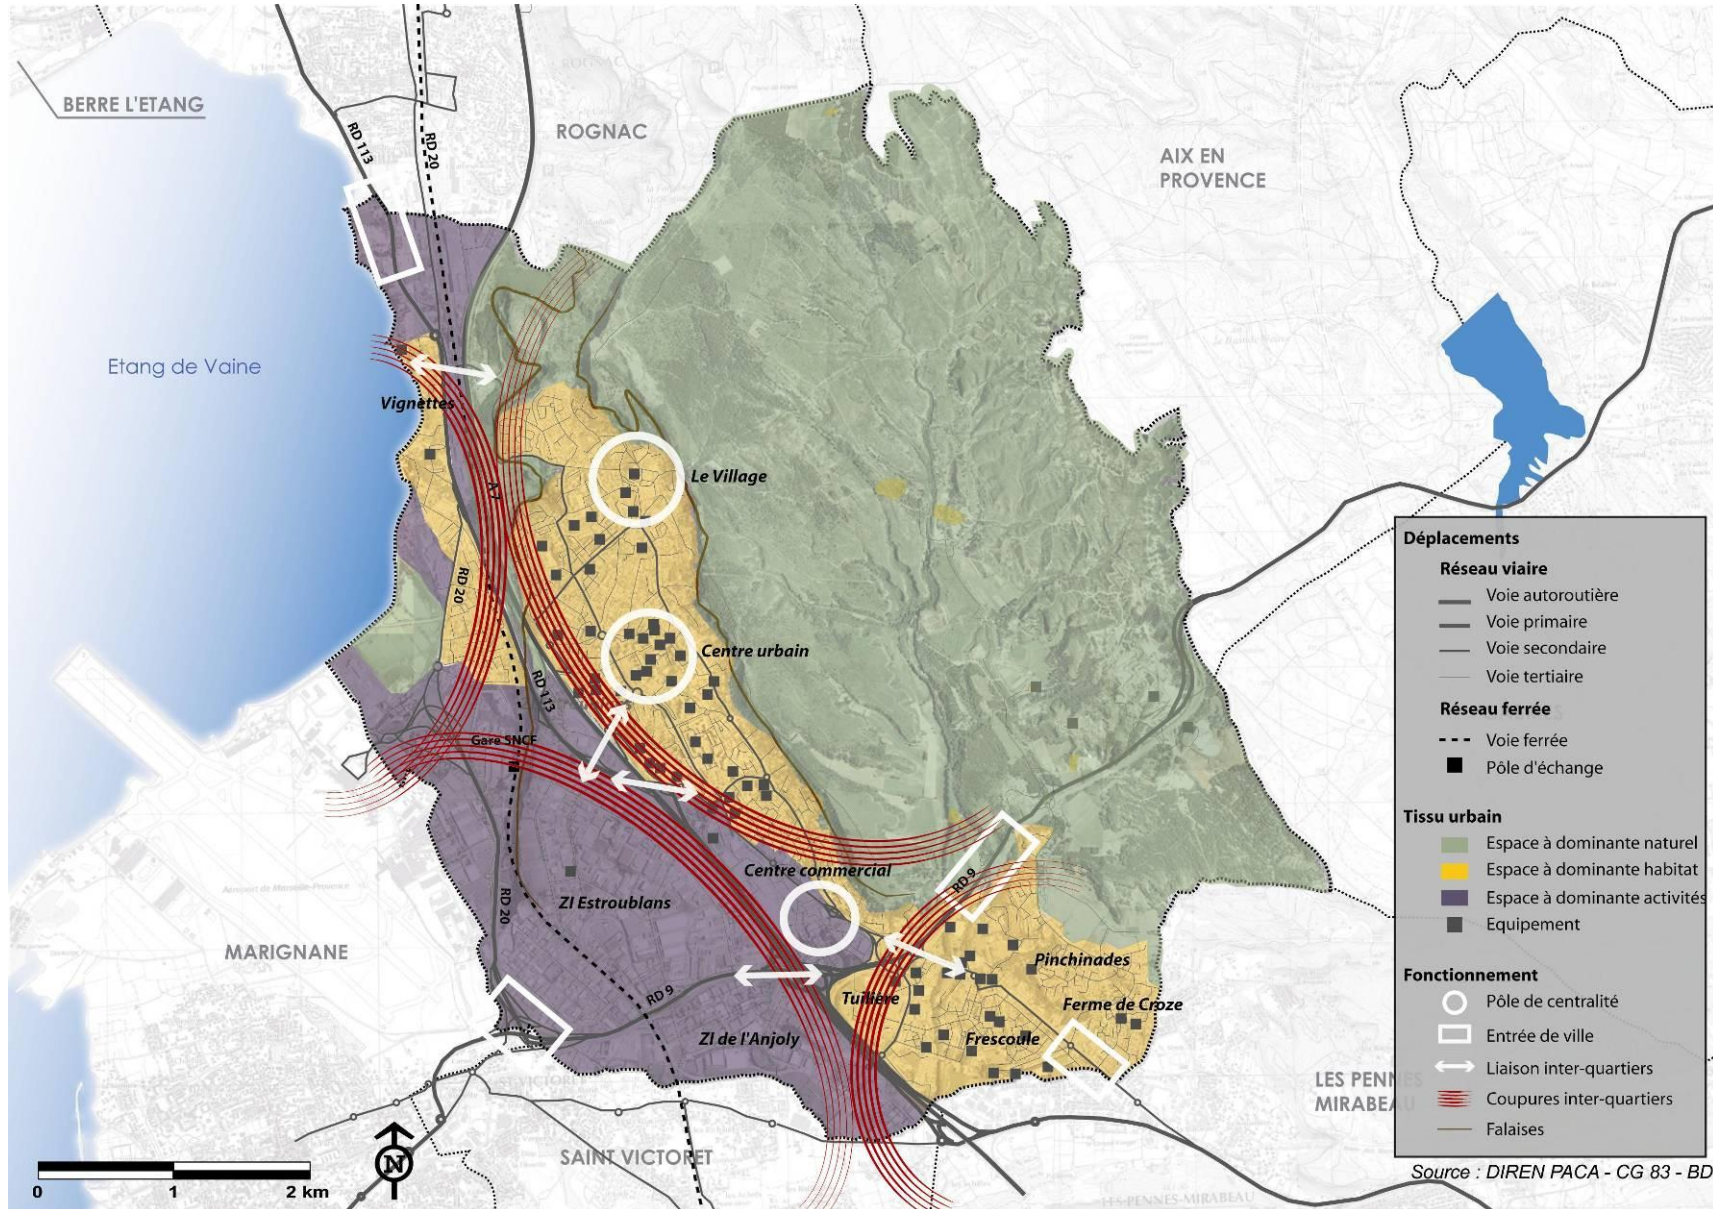 BERRE L'ETANG
ROGNAC
AIX EN
PROVENCE
RD 113
RD 20
Etang de Vaine
Vignettes
A 7
Le Village
RD 20
Centre urbain
RD 113
Gare SNCF
Centre commercial
RD 9
ZI Estroublans
RD 20
MARIGNANE
Pinchinades
RD 9
Tuilière
Ferme de Croze
ZI de l'Anjoly
Frescoule
LES PENNES
MIRABEAU
SAINT VICTORET
LES-PENNES-MIRABEAU
N
0 1 2 km
Déplacements
Réseau viaire
Voie autoroutière
Voie primaire
Voie secondaire
Voie tertiaire
Réseau ferrée
Voie ferrée
Pôle d'échange
Tissu urbain
Espace à dominante naturel
Espace à dominante habitat
Espace à dominante activités
Equipement
Fonctionnement
Pôle de centralité
Entrée de ville
Liaison inter-quartiers
Coupures inter-quartiers
Falaises
Source : DIREN PACA - CG 83 - BD